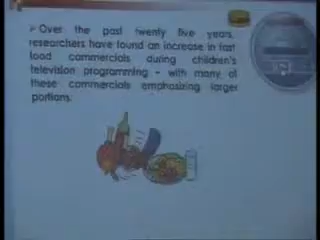 Over the past twenty five years,
researchers have found an increase in fast
food commercials during children's
television programming - with many of
these commercials emphasizing larger
portions.